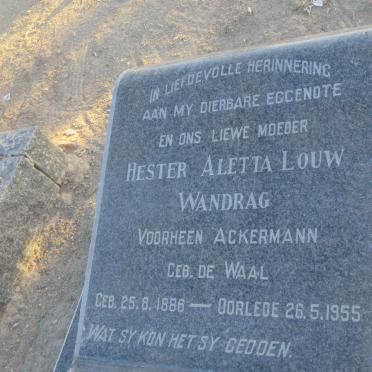 IN LIEFDEVOLLE HERINNERING
AAN MY DIERBARE EGGENOTE
EN ONS LIEWE MOEDER
HESTER ALETTA LOUW
WANDRAG
VOORHEEN ACKERMANN
GEB. DE WAAL
GEB. 25.8.1886 — OORLEDE 26.5.1955
WAT SY KON HET SY GEDOEN.